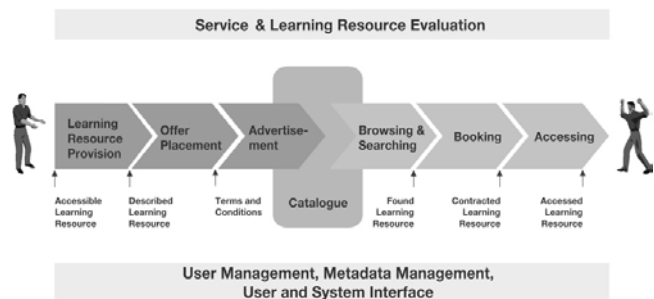 Service & Learning Resource Evaluation
Learning
Resource
Provision
Offer
Placement
Advertise-
ment
Browsing &
Searching
Booking
Accessing
Catalogue
Accessible
Learning
Resource
Described
Learning
Resource
Terms and
Conditions
Found
Learning
Resource
Contracted
Learning
Resource
Accessed
Learning
Resource
User Management, Metadata Management,
User and System Interface